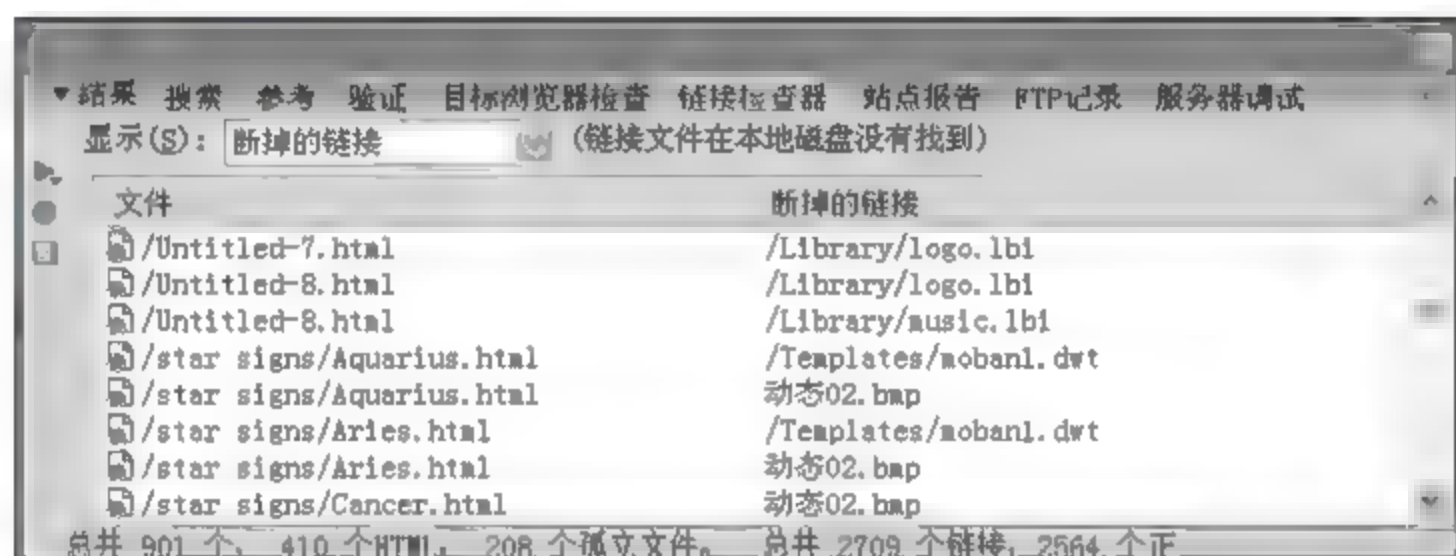 结果 搜索 参考 验证 目标浏览器检查 链接检查器 站点报告 FTP记录 服务器调试
显示(S): 断掉的链接 (链接文件在本地磁盘没有找到)
文件 断掉的链接
/Untitled-7.html /Library/logo.lbi
/Untitled-8.html /Library/logo.lbi
/Untitled-8.html /Library/music.lbi
/star signs/Aquarius.html /Templates/moban1.dwt
/star signs/Aquarius.html 动态02.bmp
/star signs/Aries.html /Templates/moban1.dwt
/star signs/Aries.html 动态02.bmp
/star signs/Cancer.html 动态02.bmp
总共 901 个, 410 个HTML, 208 个孤立文件。 总共 2709 个链接, 2564 个正